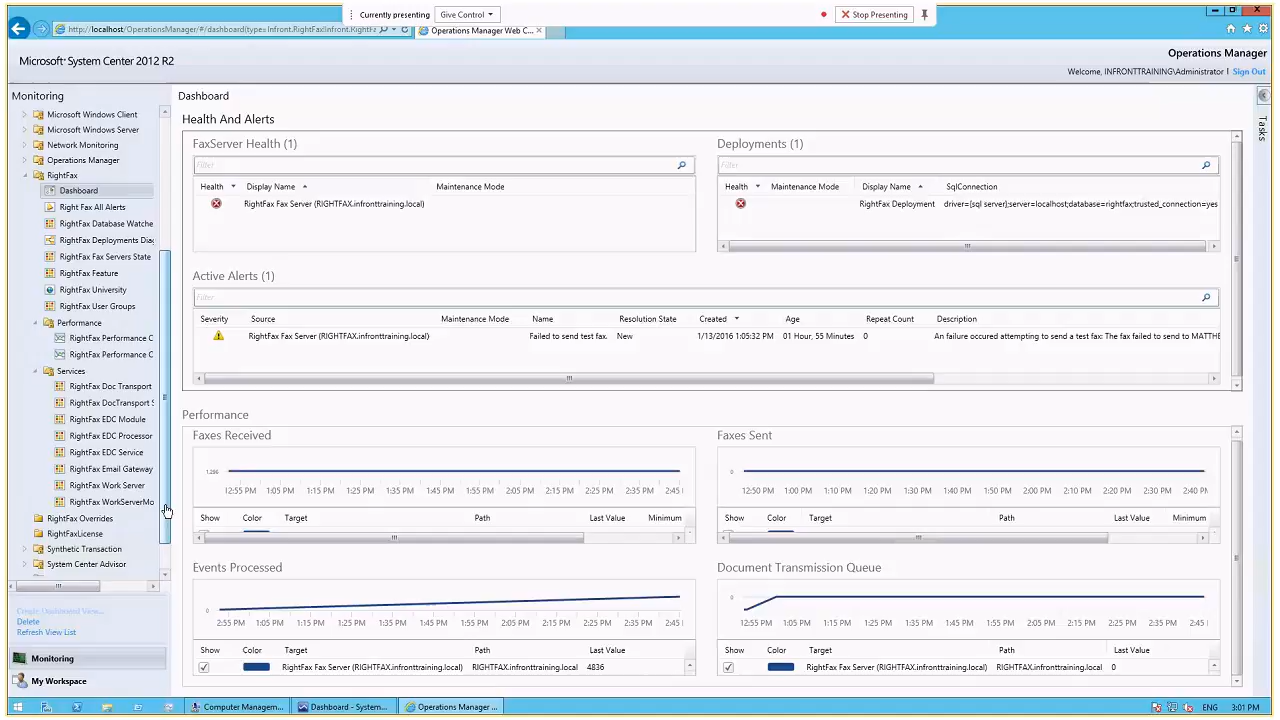 Currently presenting
Give Control
Stop Presenting
http://localhost/OperationsManager/#/dashboard(type=Infront.RightFax!Infront.RightFa
Operations Manager Web C...
Microsoft System Center 2012 R2
Operations Manager
Welcome, INFRONTTRAINING\Administrator | Sign Out
Monitoring
Microsoft Windows Client
Microsoft Windows Server
Network Monitoring
Operations Manager
RightFax
Dashboard
Right Fax All Alerts
RightFax Database Watche
RightFax Deployments Diag
RightFax Fax Servers State
RightFax Feature
RightFax University
RightFax User Groups
Performance
RightFax Performance C
RightFax Performance C
Services
RightFax Doc Transport
RightFax DocTransport S
RightFax EDC Module
RightFax EDC Processor
RightFax EDC Service
RightFax Email Gateway
RightFax Work Server
RightFax WorkServerMo
RightFax Overrides
RightFaxLicense
Synthetic Transaction
System Center Advisor
Create Dashboard View...
Delete
Refresh View List
Monitoring
My Workspace
Dashboard
Health And Alerts
FaxServer Health (1)
Filter
Health Display Name Maintenance Mode
RightFax Fax Server (RIGHTFAX.infronttraining.local)
Deployments (1)
Filter
Health Maintenance Mode Display Name SqlConnection
RightFax Deployment driver={sql server};server=localhost;database=rightfax;trusted_connection=yes
Active Alerts (1)
Filter
Severity Source Maintenance Mode Name Resolution State Created Age Repeat Count Description
RightFax Fax Server (RIGHTFAX.infronttraining.local) Failed to send test fax. New 1/13/2016 1:05:32 PM 01 Hour, 55 Minutes 0 An failure occured attempting to send a test fax: The fax failed to send to MATTHE
Performance
Faxes Received
1.286
12:55 PM 1:05 PM 1:15 PM 1:25 PM 1:35 PM 1:45 PM 1:55 PM 2:05 PM 2:15 PM 2:25 PM 2:35 PM 2:45
Show Color Target Path Last Value Minimum
Faxes Sent
0
12:50 PM 1:00 PM 1:10 PM 1:20 PM 1:30 PM 1:40 PM 1:50 PM 2:00 PM 2:10 PM 2:20 PM 2:30 PM 2:40 P
Show Color Target Path Last Value Minimum
Events Processed
0
2:55 PM 1:05 PM 1:15 PM 1:25 PM 1:35 PM 1:45 PM 1:55 PM 2:05 PM 2:15 PM 2:25 PM 2:35 PM 2:45
Show Color Target Path Last Value
RightFax Fax Server (RIGHTFAX.infronttraining.local) RIGHTFAX.infronttraining.local 4836
Document Transmission Queue
0
12:55 PM 1:05 PM 1:15 PM 1:25 PM 1:35 PM 1:45 PM 1:55 PM 2:05 PM 2:15 PM 2:25 PM 2:35 PM 2:45
Show Color Target Path Last Value
RightFax Fax Server (RIGHTFAX.infronttraining.local) RIGHTFAX.infronttraining.local 0
Tasks
Computer Managem...
Dashboard - System...
Operations Manager ...
ENG
3:01 PM